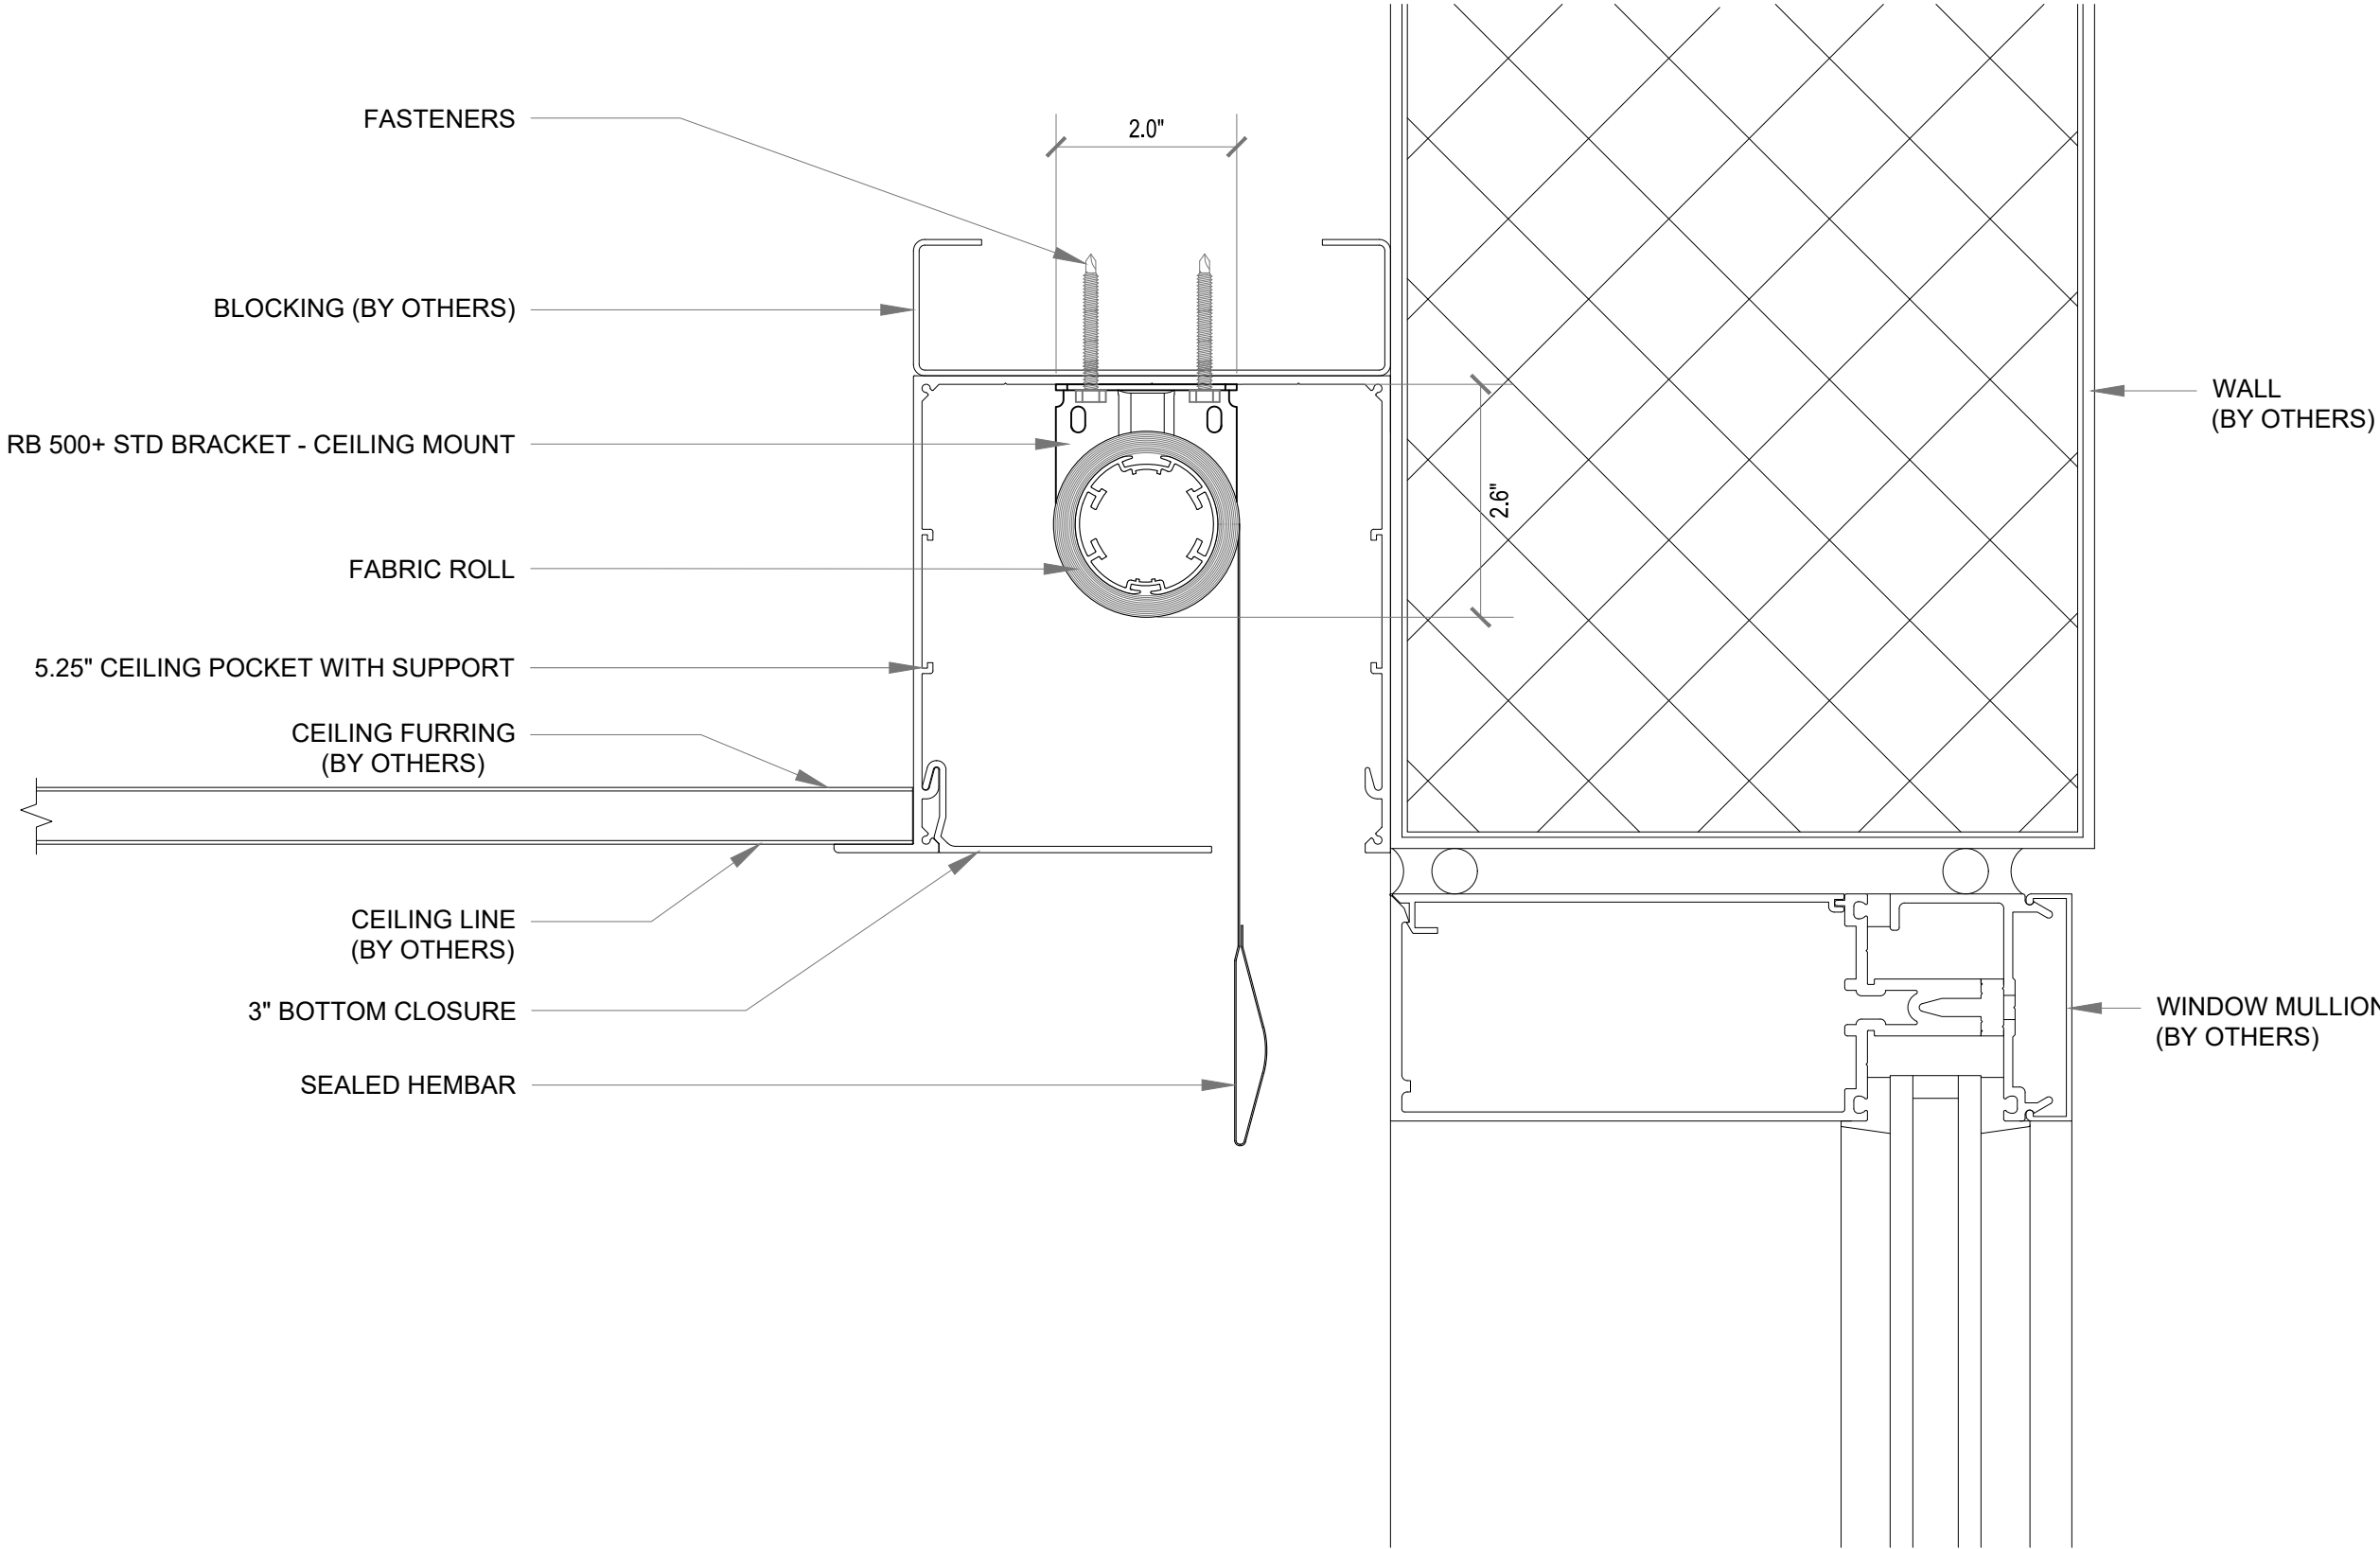 FASTENERS
2.0"
BLOCKING (BY OTHERS)
WALL
(BY OTHERS)
RB 500+ STD BRACKET - CEILING MOUNT
2.6"
FABRIC ROLL
5.25" CEILING POCKET WITH SUPPORT
CEILING FURRING
(BY OTHERS)
CEILING LINE
(BY OTHERS)
3" BOTTOM CLOSURE
WINDOW MULLION
(BY OTHERS)
SEALED HEMBAR